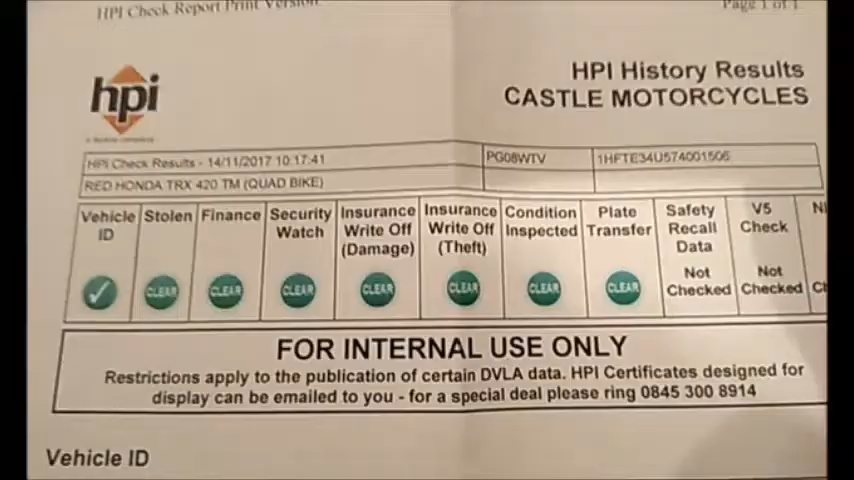 HPI Check Report Print Version
Page 1 of 1
hpi
HPI History Results
CASTLE MOTORCYCLES
HPI Check Results - 14/11/2017 10:17:41
PG08WTV
1HFTE34U574001506
RED HONDA TRX 420 TM (QUAD BIKE)
Vehicle ID
Stolen
Finance
Security Watch
Insurance Write Off (Damage)
Insurance Write Off (Theft)
Condition Inspected
Plate Transfer
Safety Recall Data
V5 Check
CLEAR
CLEAR
CLEAR
CLEAR
CLEAR
CLEAR
CLEAR
Not Checked
Not Checked
FOR INTERNAL USE ONLY
Restrictions apply to the publication of certain DVLA data. HPI Certificates designed for
display can be emailed to you - for a special deal please ring 0845 300 8914
Vehicle ID